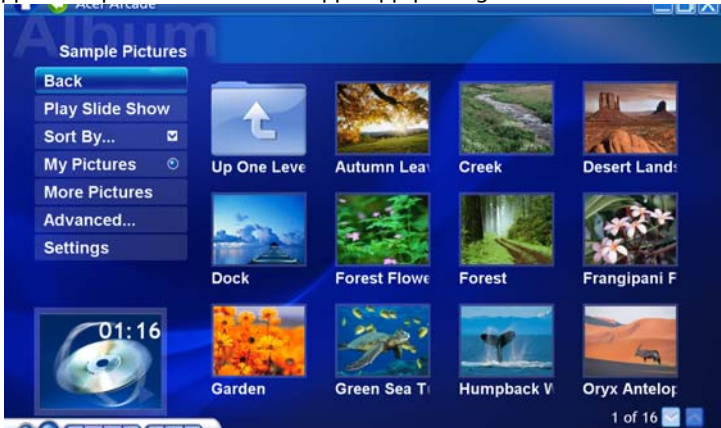 Acer Arcade
Album
Sample Pictures
Back
Play Slide Show
Sort By...
My Pictures
More Pictures
Advanced...
Settings
Up One Leve
Autumn Lea
Creek
Desert Land
Dock
Forest Flowe
Forest
Frangipani F
Garden
Green Sea T
Humpback W
Oryx Antelop
01:16
1 of 16